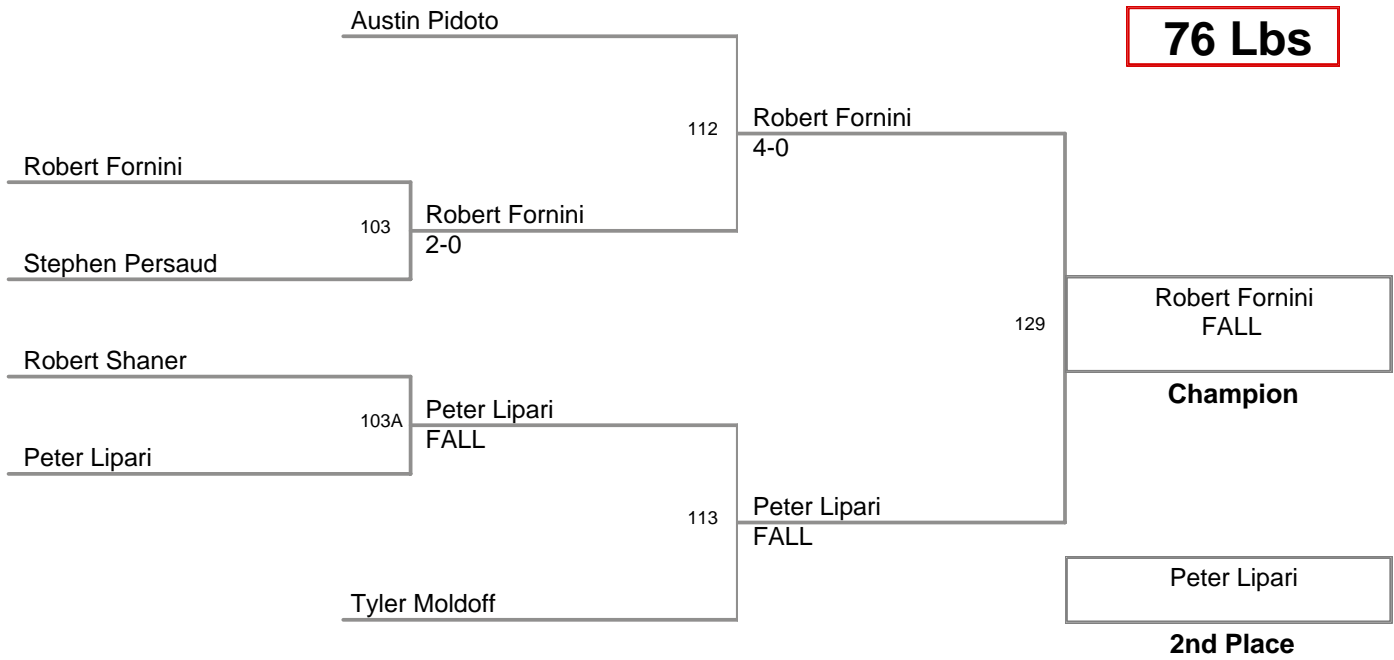 Austin Pidoto
76 Lbs
112
Robert Fornini
4-0
Robert Fornini
103
Robert Fornini
2-0
Stephen Persaud
129
Robert Fornini
FALL
Champion
Robert Shaner
103A
Peter Lipari
FALL
Peter Lipari
113
Peter Lipari
FALL
Tyler Moldoff
Peter Lipari
2nd Place